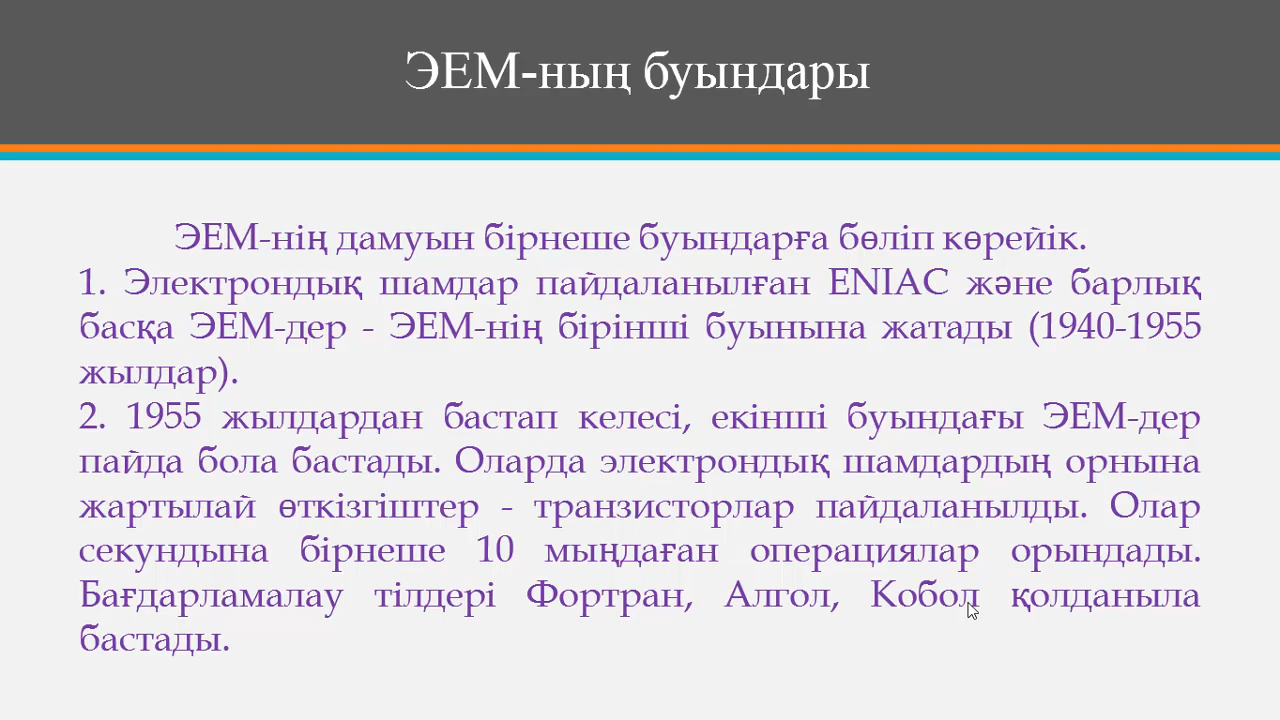 ЭЕМ-ның буындары
ЭЕМ-нің дамуын бірнеше буындарға бөліп көрейік.
1. Электрондық шамдар пайдаланылған ENIAC және барлық
басқа ЭЕМ-дер - ЭЕМ-нің бірінші буынына жатады (1940-1955
жылдар).
2. 1955 жылдардан бастап келесі, екінші буындағы ЭЕМ-дер
пайда бола бастады. Оларда электрондық шамдардың орнына
жартылай өткізгіштер - транзисторлар пайдаланылды. Олар
секундына бірнеше 10 мыңдаған операциялар орындады.
Бағдарламалау тілдері Фортран, Алгол, Кобол қолданыла
бастады.